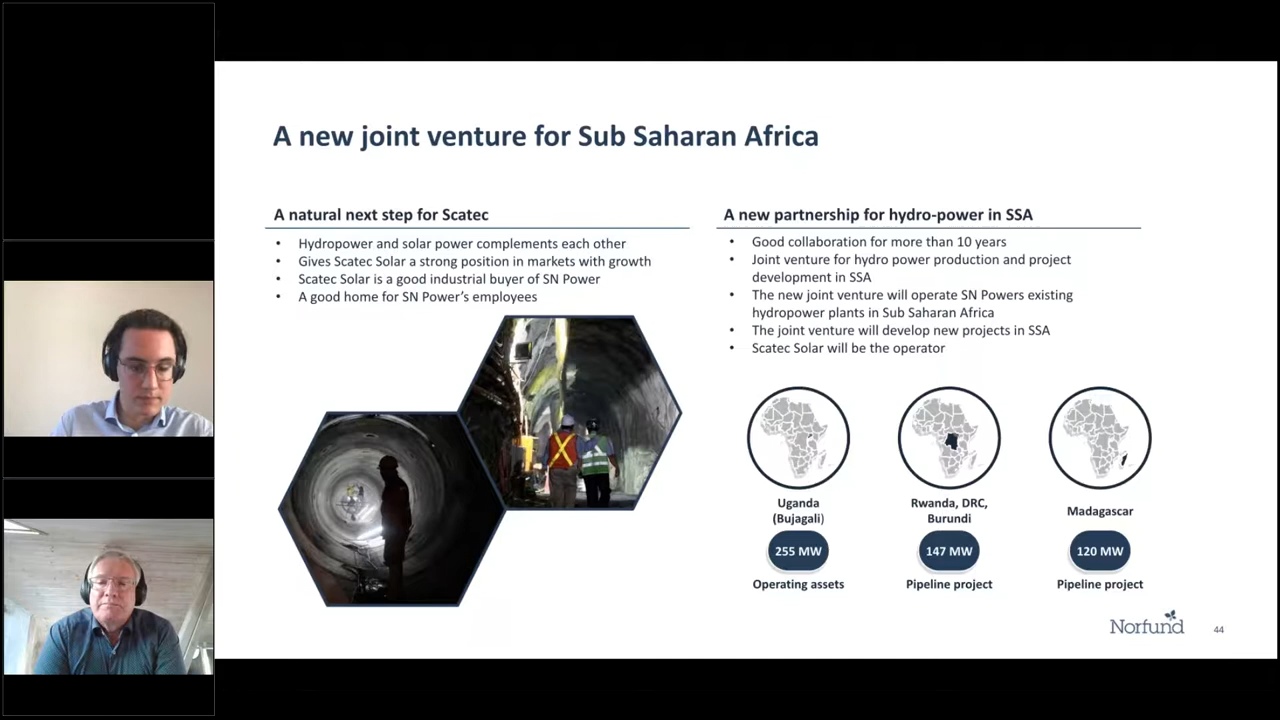 A new joint venture for Sub Saharan Africa
A natural next step for Scatec
• Hydropower and solar power complements each other
• Gives Scatec Solar a strong position in markets with growth
• Scatec Solar is a good industrial buyer of SN Power
• A good home for SN Power's employees
A new partnership for hydro-power in SSA
• Good collaboration for more than 10 years
• Joint venture for hydro power production and project
development in SSA
• The new joint venture will operate SN Powers existing
hydropower plants in Sub Saharan Africa
• The joint venture will develop new projects in SSA
• Scatec Solar will be the operator
Uganda
(Bujagali)
255 MW
Operating assets
Rwanda, DRC,
Burundi
147 MW
Pipeline project
Madagascar
120 MW
Pipeline project
Norfund
44